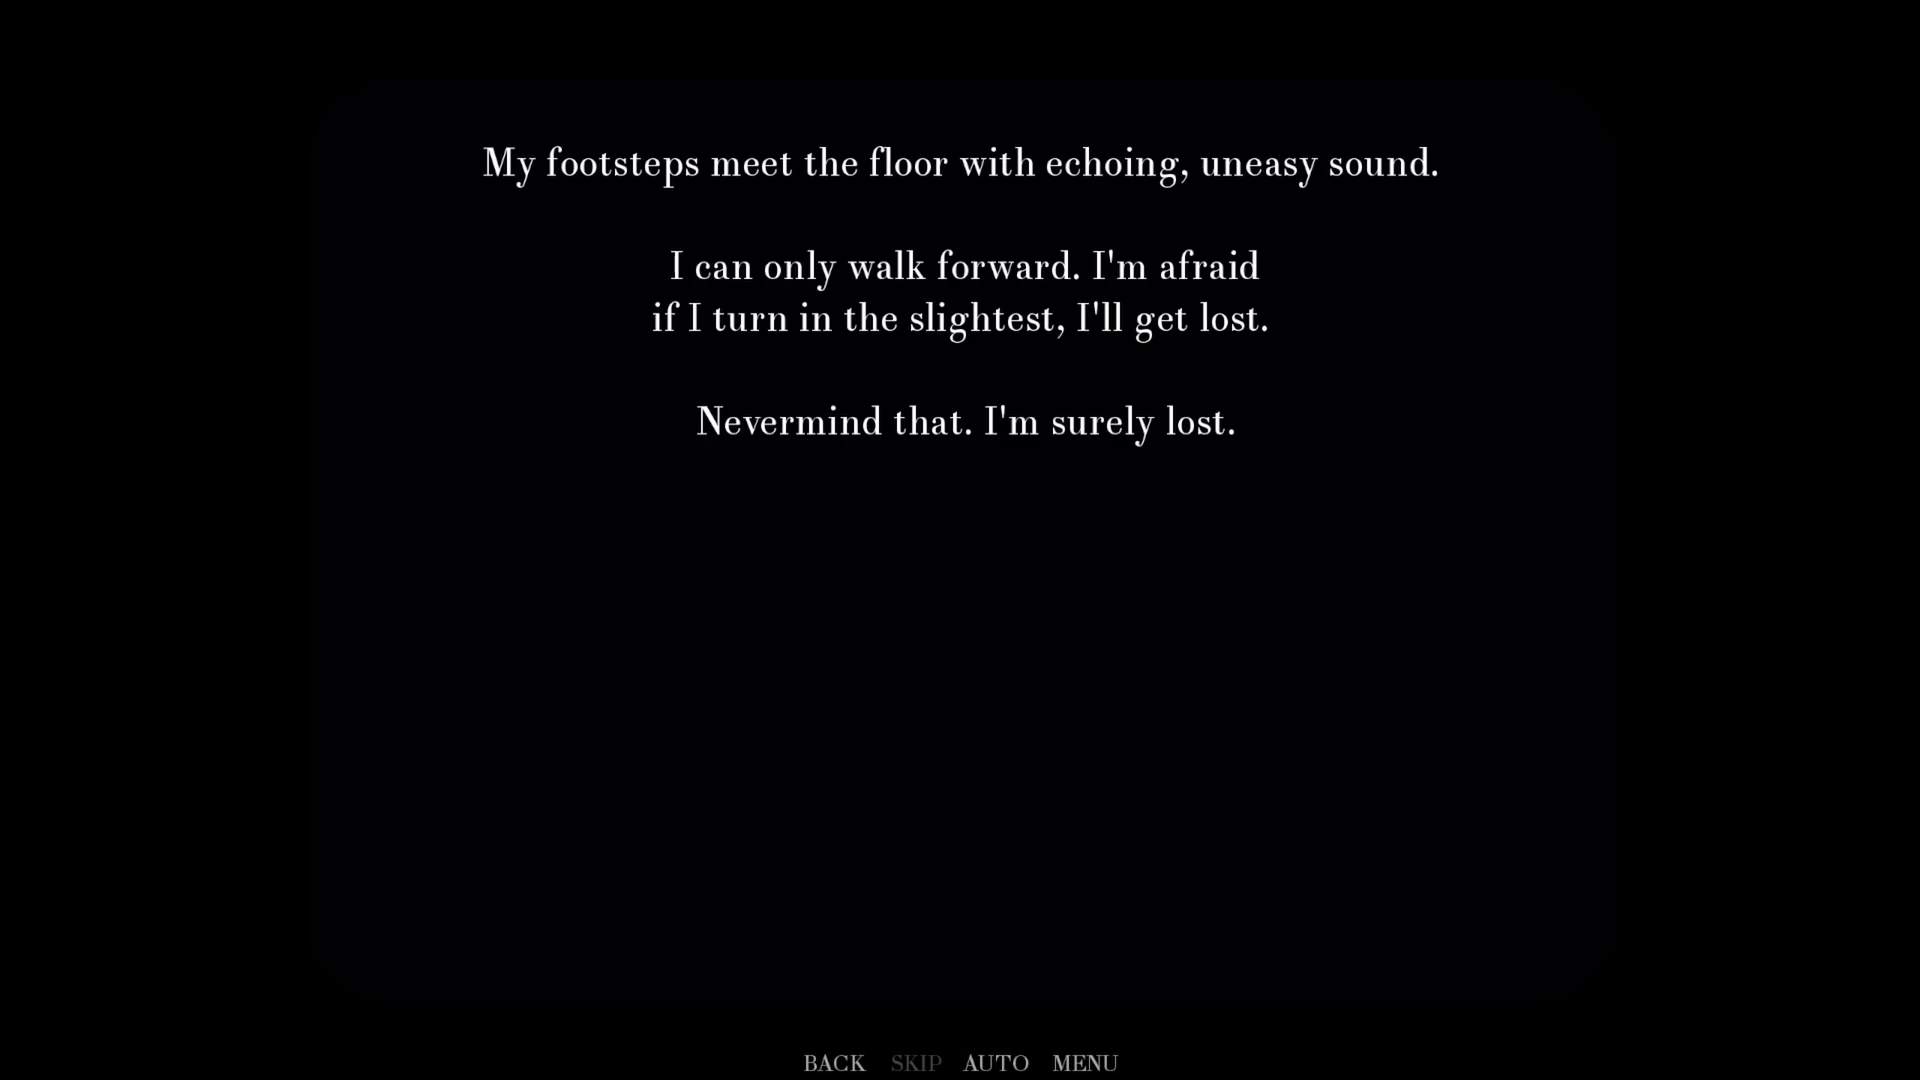 My footsteps meet the floor with echoing, uneasy sound.
I can only walk forward. I'm afraid
if I turn in the slightest, I'll get lost.
Nevermind that. I'm surely lost.
BACK SKIP AUTO MENU